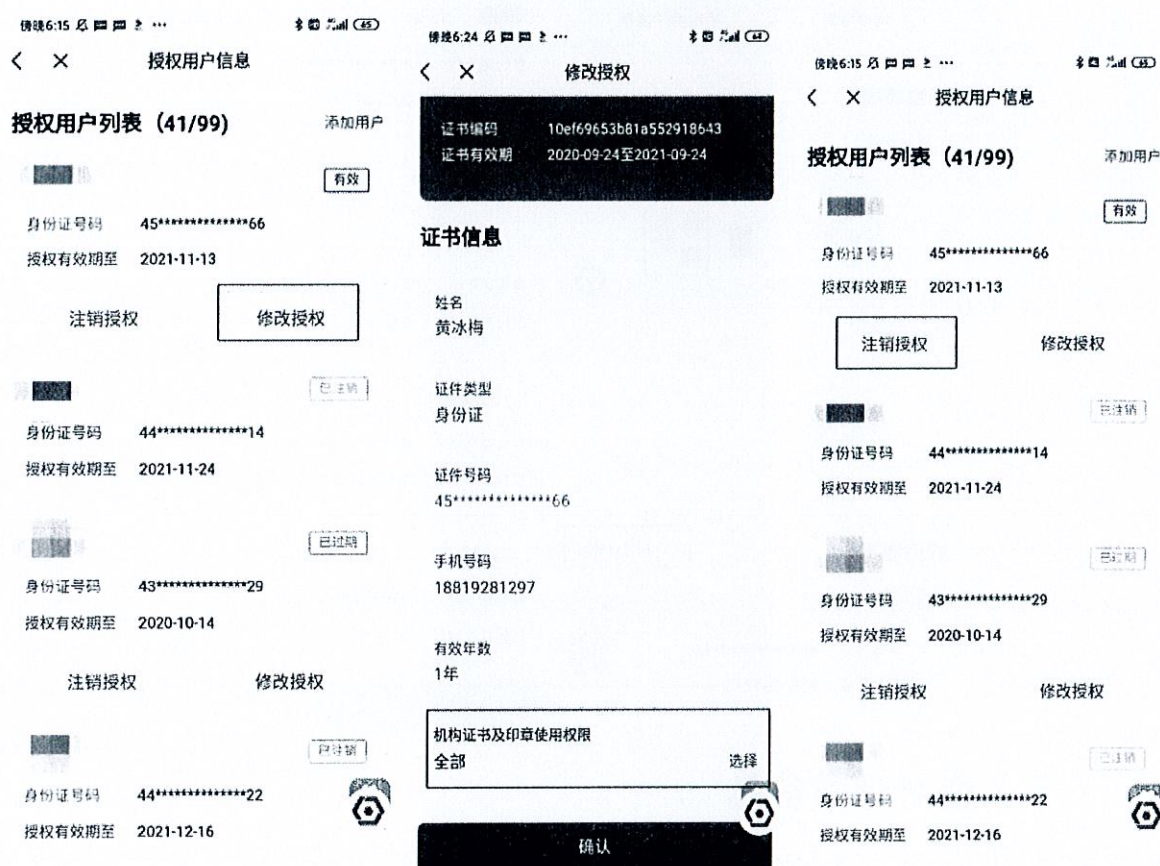 傍晚6:15
65
授权用户信息
授权用户列表（41/99)
添加用户
有效
身份证号码 45**************66
授权有效期至 2021-11-13
注销授权 修改授权
已注销
身份证号码 44**************14
授权有效期至 2021-11-24
已过期
身份证号码 43**************29
授权有效期至 2020-10-14
注销授权 修改授权
已注销
身份证号码 44**************22
授权有效期至 2021-12-16
傍晚6:24
64
修改授权
证书编码 10ef69653b81a552918643
证书有效期 2020-09-24至2021-09-24
证书信息
姓名
黄冰梅
证件类型
身份证
证件号码
45**************66
手机号码
18819281297
有效年数
1年
机构证书及印章使用权限
全部 选择
确认
傍晚6:15
65
授权用户信息
授权用户列表（41/99)
添加用户
有效
身份证号码 45**************66
授权有效期至 2021-11-13
注销授权 修改授权
已注销
身份证号码 44**************14
授权有效期至 2021-11-24
已过期
身份证号码 43**************29
授权有效期至 2020-10-14
注销授权 修改授权
已注销
身份证号码 44**************22
授权有效期至 2021-12-16